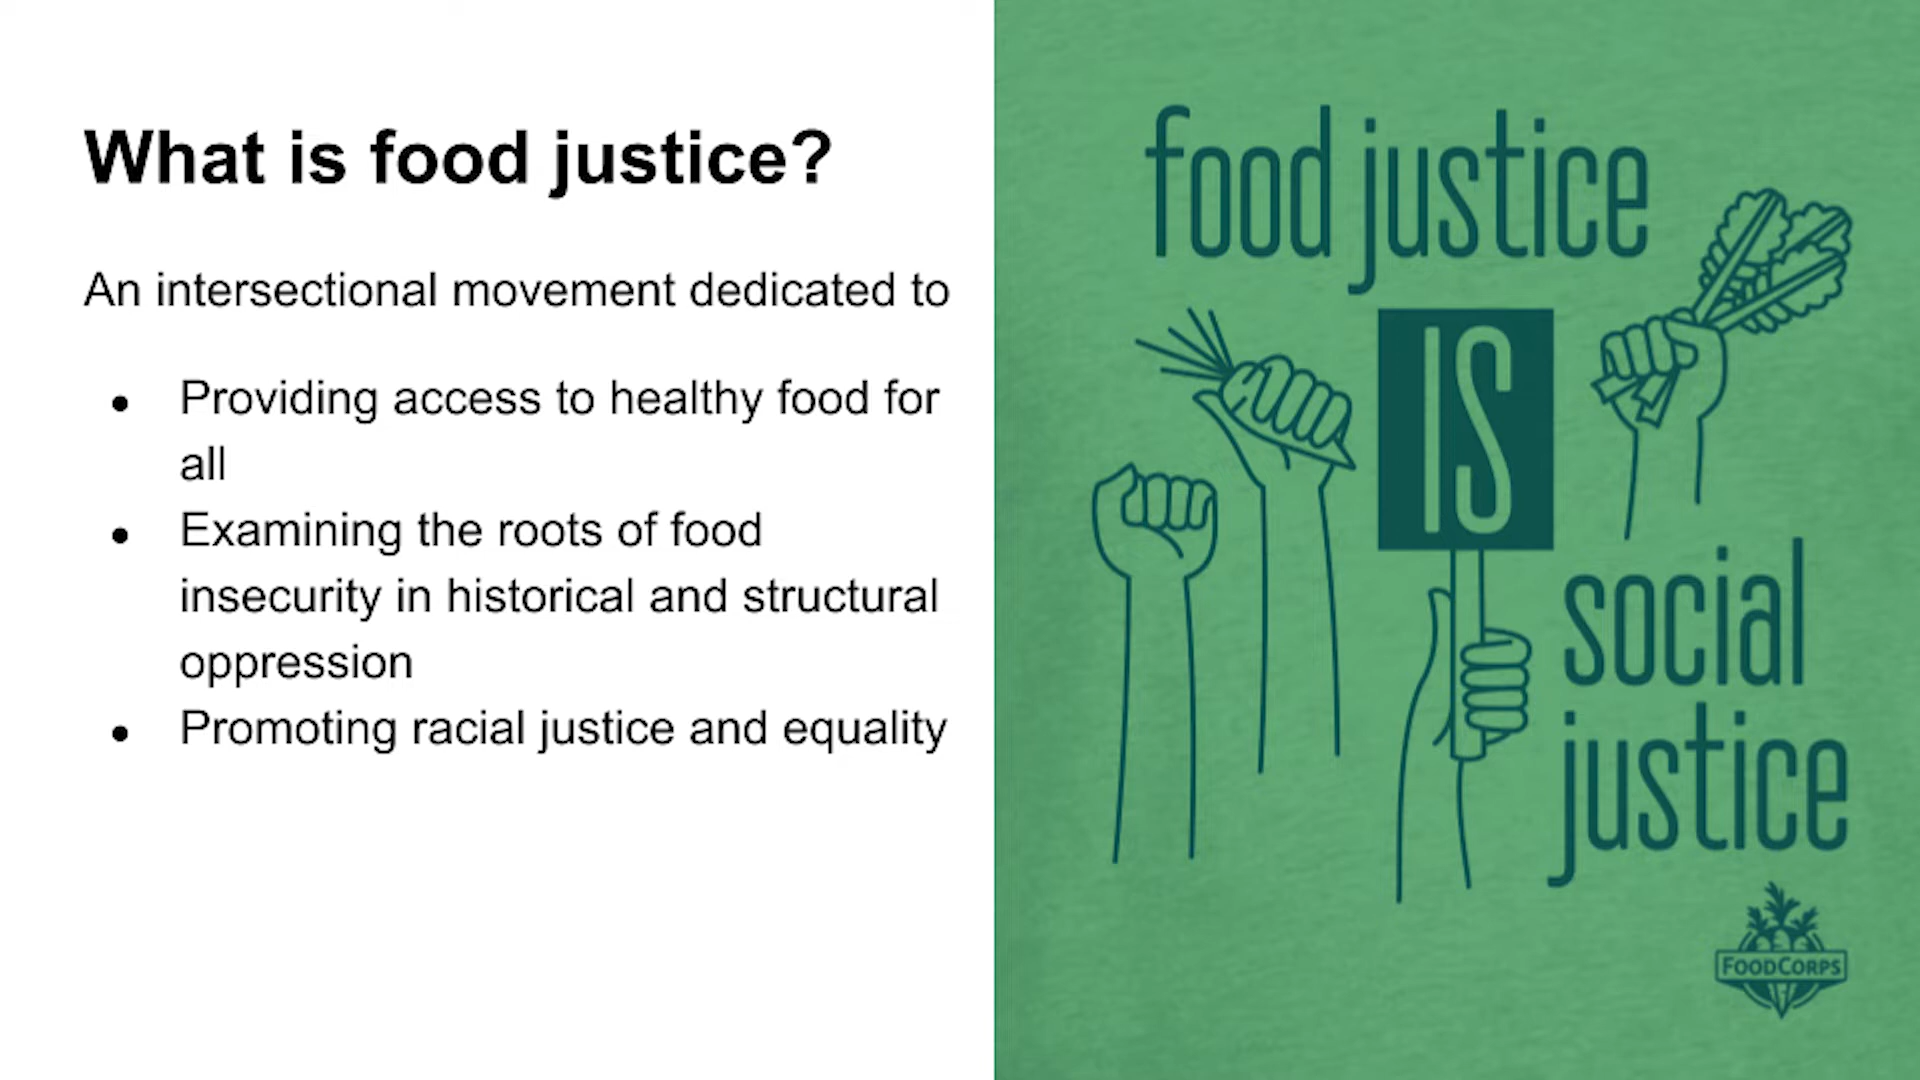 What is food justice?
An intersectional movement dedicated to
● Providing access to healthy food for
all
● Examining the roots of food
insecurity in historical and structural
oppression
● Promoting racial justice and equality
food justice
IS
social
justice
FOODCORPS